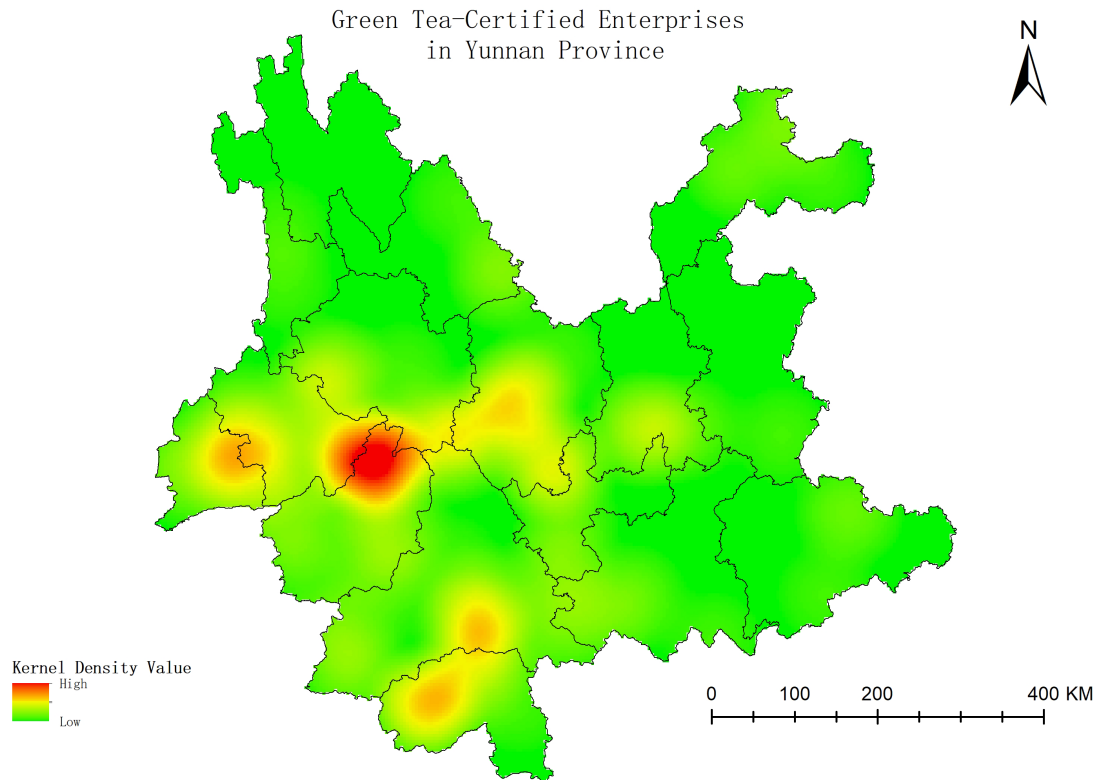 Green Tea-Certified Enterprises
in Yunnan Province
N
Kernel Density Value
High
Low
0 100 200 400 KM